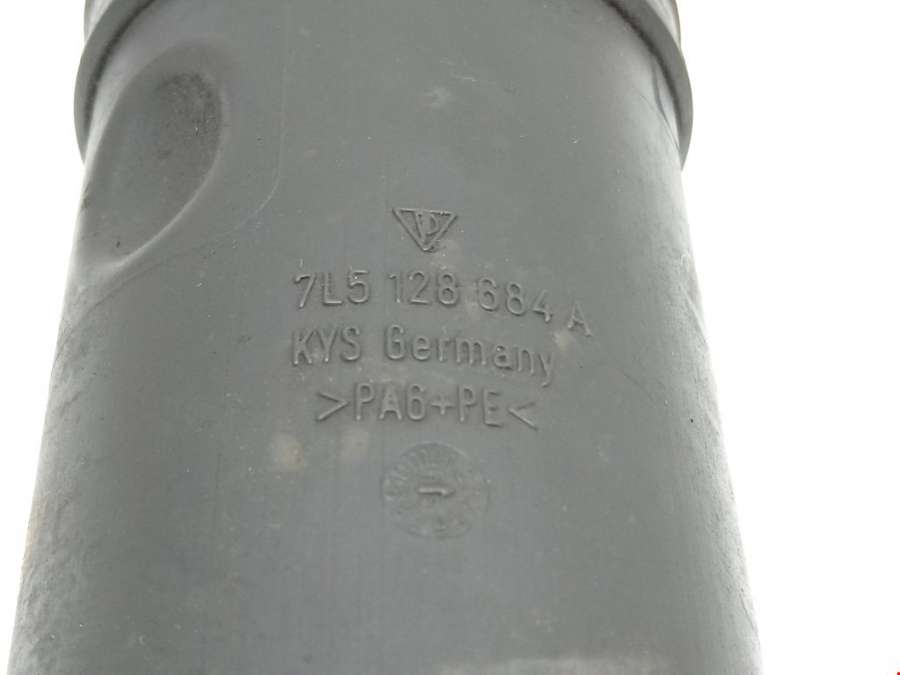 7L5 128 684 A
KYS Germany
>PA6+PE<